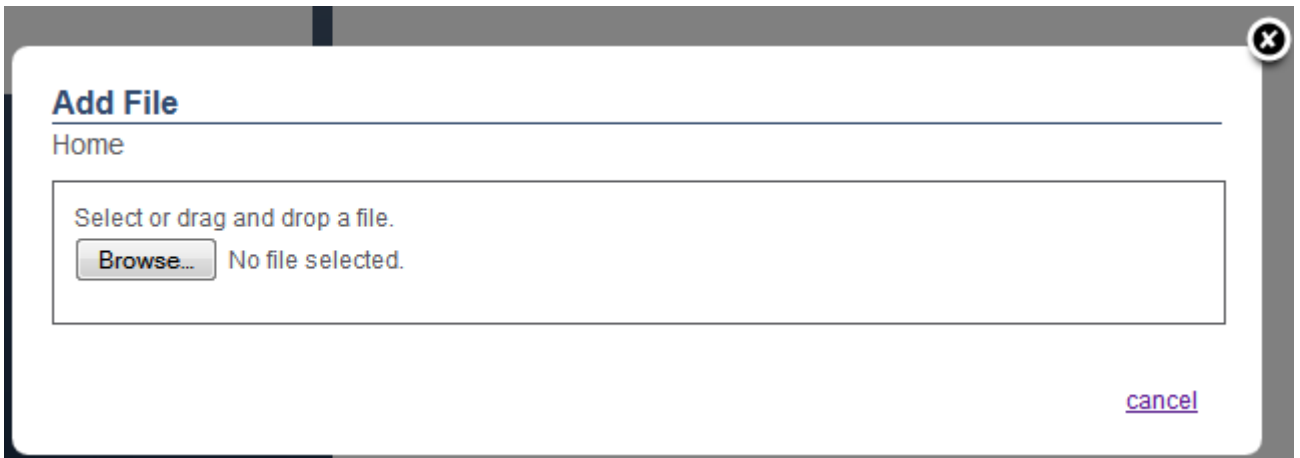 Add File
Home
Select or drag and drop a file.
Browse... No file selected.
cancel